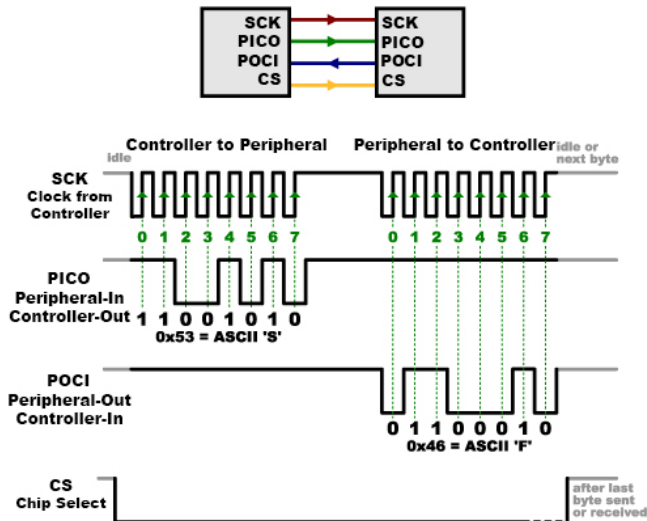 SCK SCK
PICO PICO
POCI POCI
CS CS
Controller to Peripheral Peripheral to Controller
idle idle or
next byte
SCK
Clock from
Controller
0 1 2 3 4 5 6 7 0 1 2 3 4 5 6 7
PICO
Peripheral-In
Controller-Out
1 1 0 0 1 0 1 0
0x53 = ASCII 'S'
POCI
Peripheral-Out
Controller-In
0 1 1 0 0 0 1 0
0x46 = ASCII 'F'
CS
Chip Select
after last
byte sent
or received